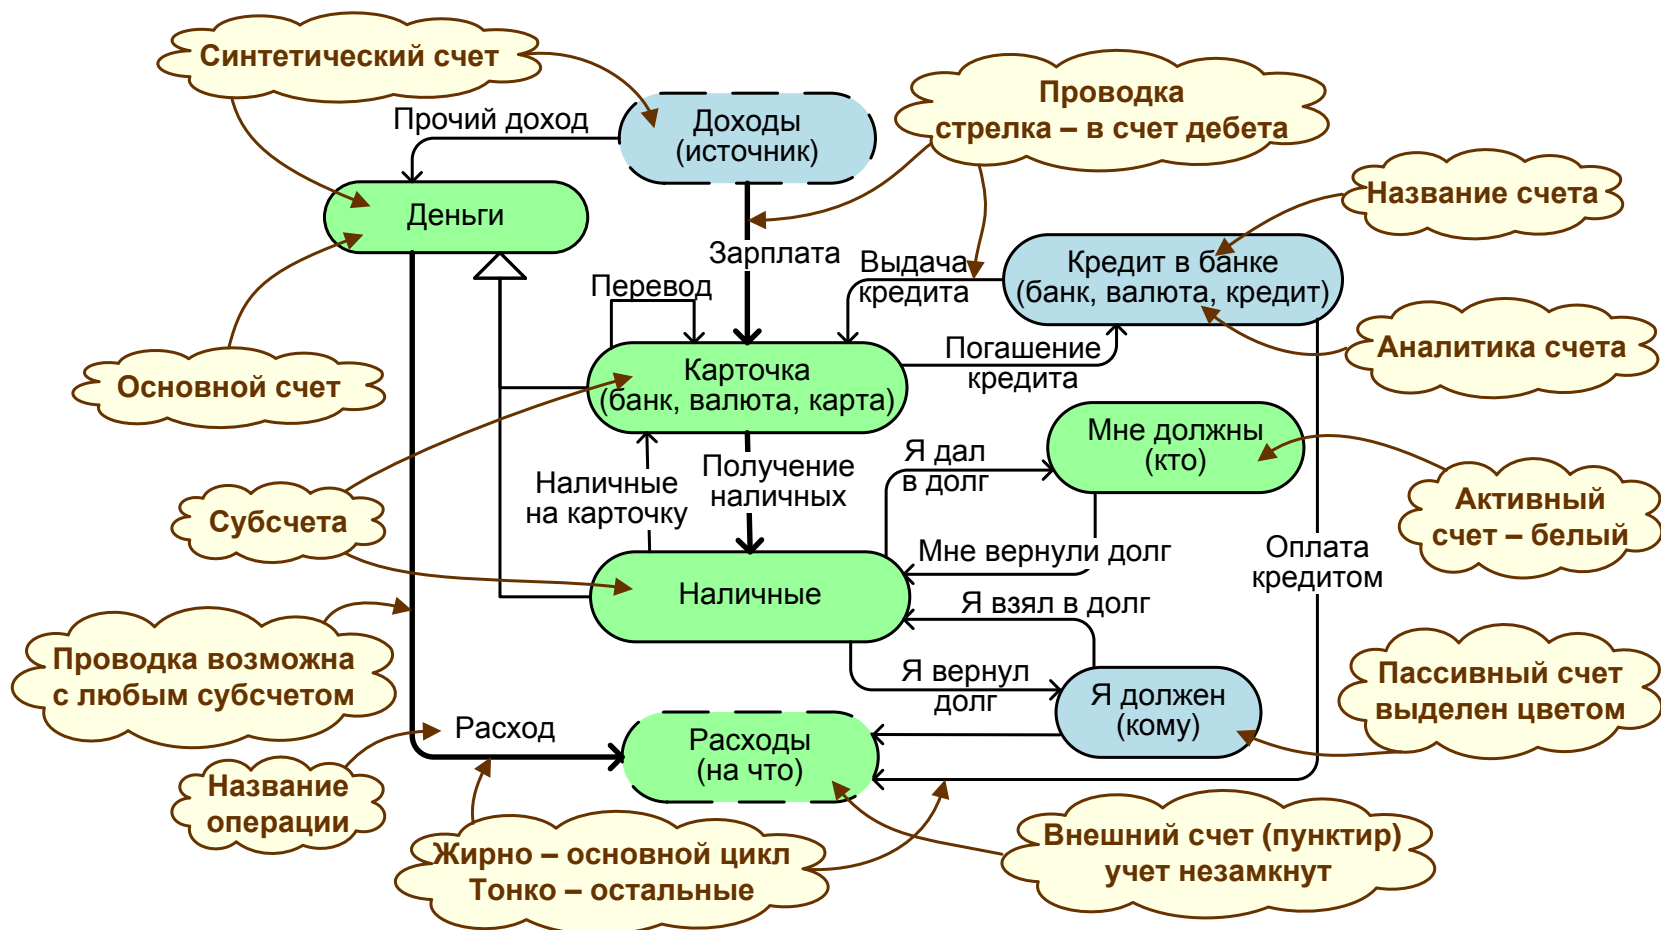 Синтетический счет
Проводка
стрелка – в счет дебета
Прочий доход
Доходы
(источник)
Название счета
Деньги
Зарплата
Выдача
кредита
Кредит в банке
(банк, валюта, кредит)
Перевод
Основной счет
Карточка
(банк, валюта, карта)
Погашение
кредита
Аналитика счета
Мне должны
(кто)
Я дал
в долг
Получение
наличных
Наличные
на карточку
Субсчета
Активный
счет – белый
Мне вернули долг
Оплата
кредитом
Наличные
Я взял в долг
Проводка возможна
с любым субсчетом
Я вернул
долг
Я должен
(кому)
Пассивный счет
выделен цветом
Расход
Расходы
(на что)
Название
операции
Жирно – основной цикл
Тонко – остальные
Внешний счет (пунктир)
учет незамкнут